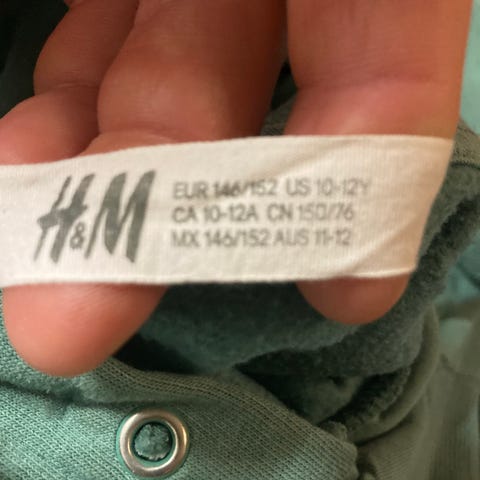 H&M
EUR 146/152 US 10-12Y
CA 10-12A CN 150/76
MX 146/152 AUS 11-12